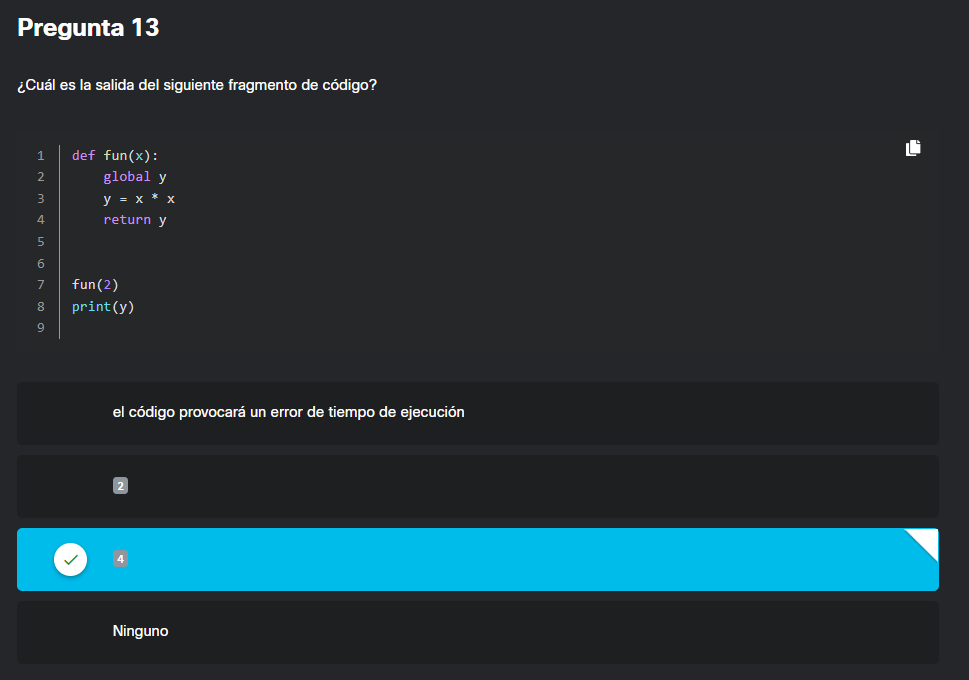 Pregunta 13
¿Cuál es la salida del siguiente fragmento de código?
1 def fun(x):
2     global y
3     y = x * x
4     return y
5
6
7 fun(2)
8 print(y)
9
el código provocará un error de tiempo de ejecución
2
4
Ninguno